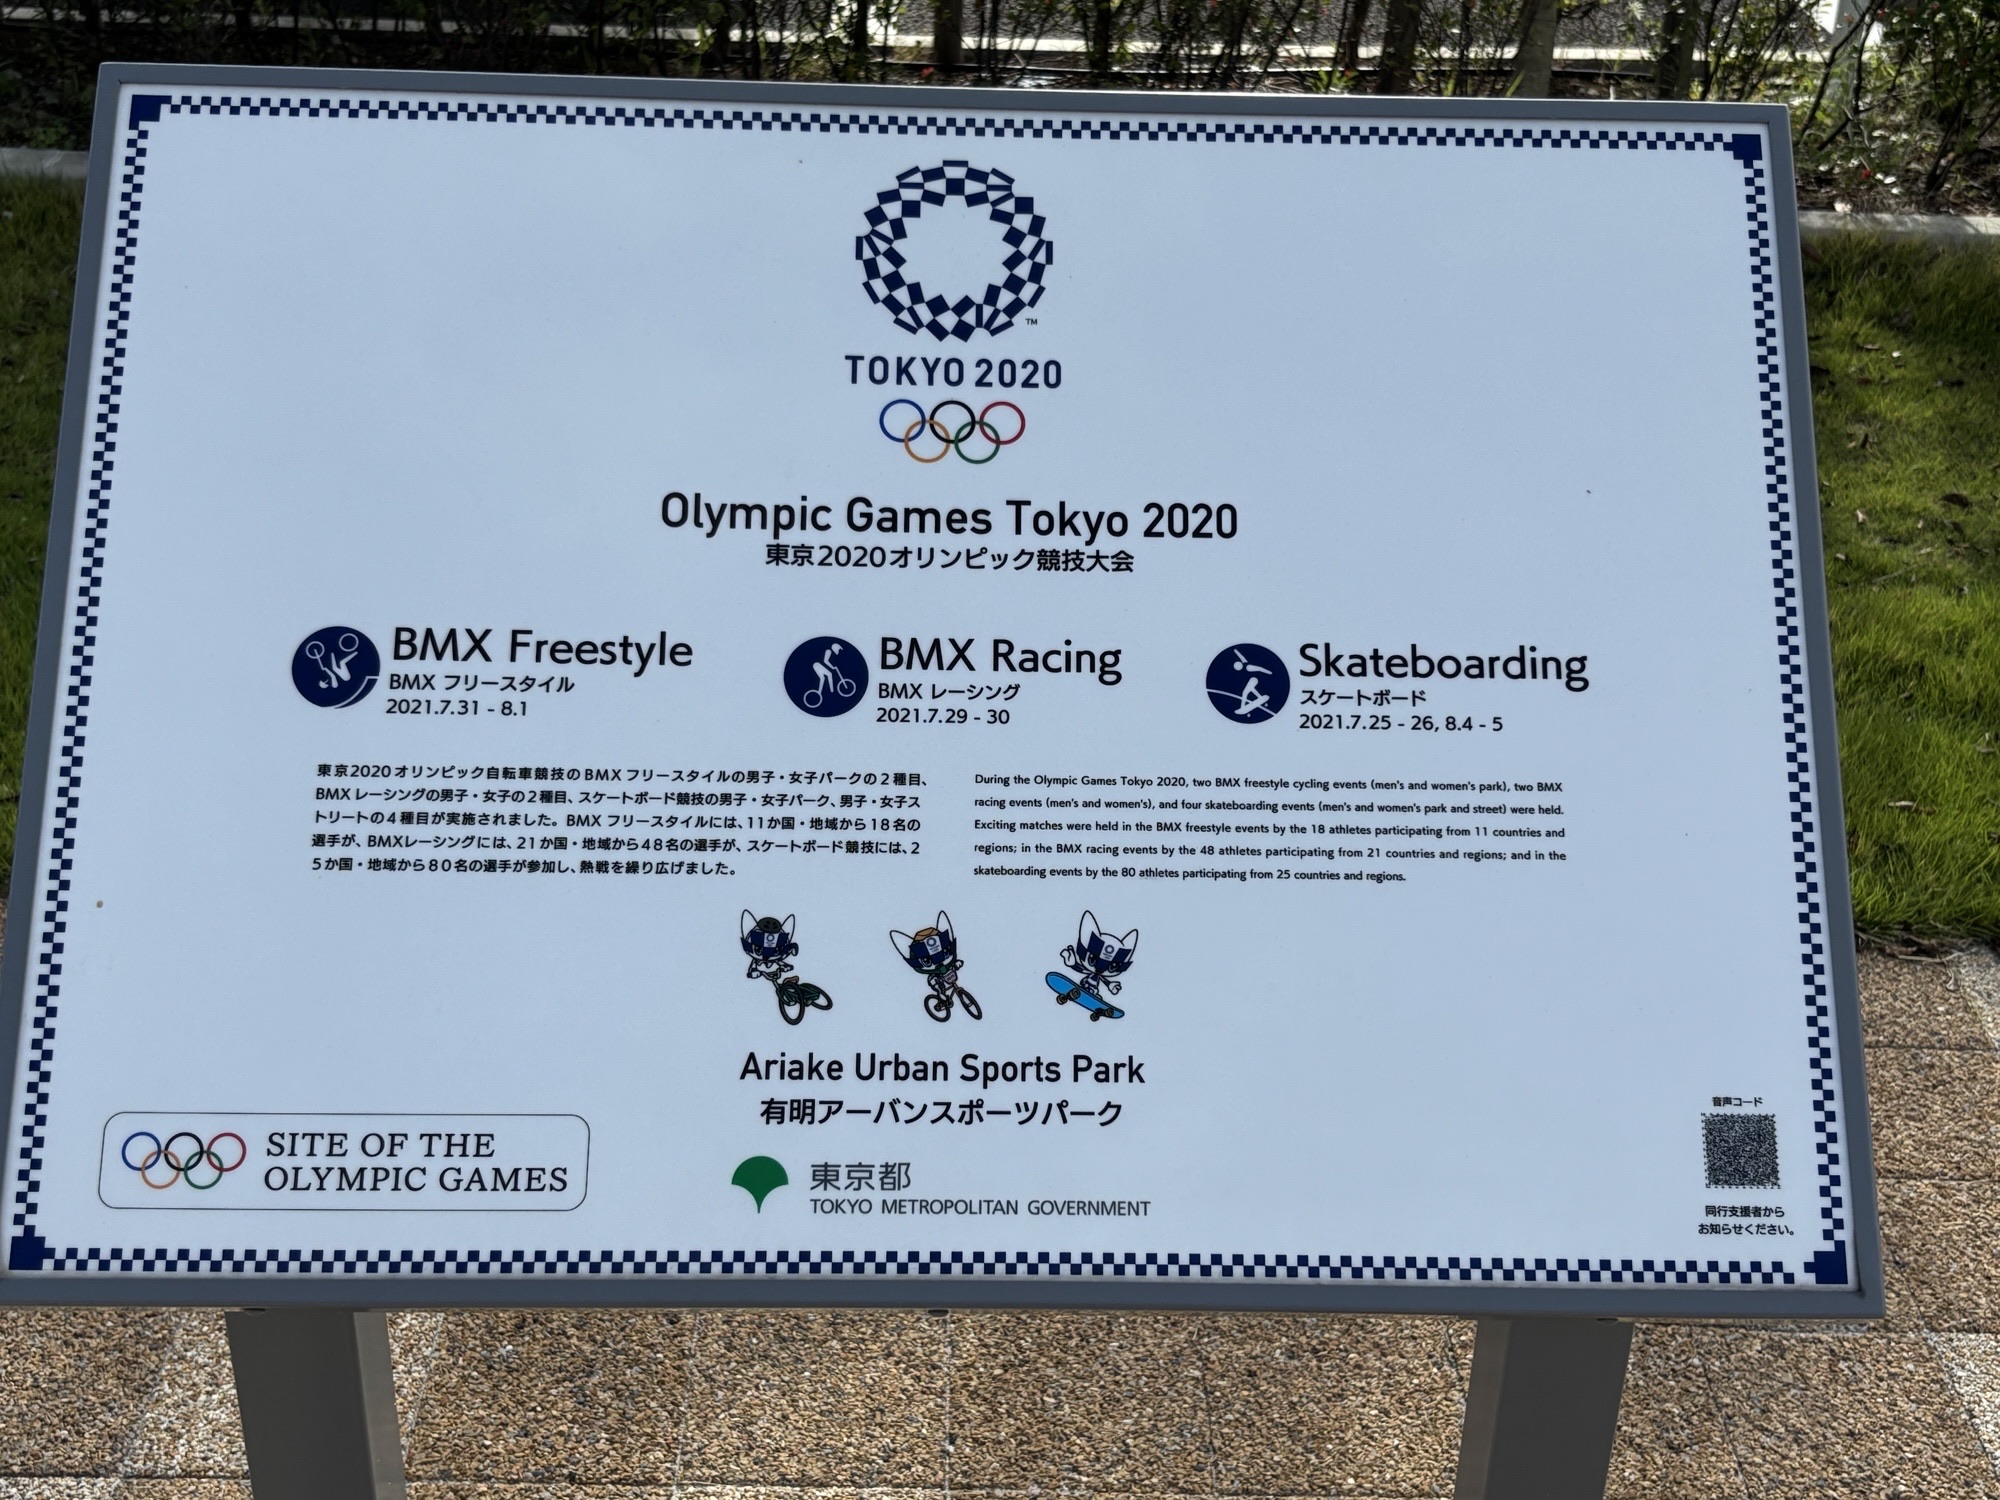 TM
TOKYO 2020
Olympic Games Tokyo 2020
東京2020オリンピック競技大会
BMX Freestyle
BMX フリースタイル
2021.7.31 - 8.1
BMX Racing
BMX レーシング
2021.7.29 - 30
Skateboarding
スケートボード
2021.7.25 - 26, 8.4 - 5
東京2020オリンピック自転車競技のBMXフリースタイルの男子・女子パークの2種目、
BMXレーシングの男子・女子の2種目、スケートボード競技の男子・女子パーク、男子・女子ス
トリートの4種目が実施されました。BMXフリースタイルには、11か国・地域から18名の
選手が、BMXレーシングには、21か国・地域から48名の選手が、スケートボード競技には、2
5か国・地域から80名の選手が参加し、熱戦を繰り広げました。
During the Olympic Games Tokyo 2020, two BMX freestyle cycling events (men's and women's park), two BMX
racing events (men's and women's), and four skateboarding events (men's and women's park and street) were held.
Exciting matches were held in the BMX freestyle events by the 18 athletes participating from 11 countries and
regions; in the BMX racing events by the 48 athletes participating from 21 countries and regions; and in the
skateboarding events by the 80 athletes participating from 25 countries and regions.
Ariake Urban Sports Park
有明アーバンスポーツパーク
SITE OF THE
OLYMPIC GAMES
東京都
TOKYO METROPOLITAN GOVERNMENT
音声コード
同行支援者から
お知らせください。